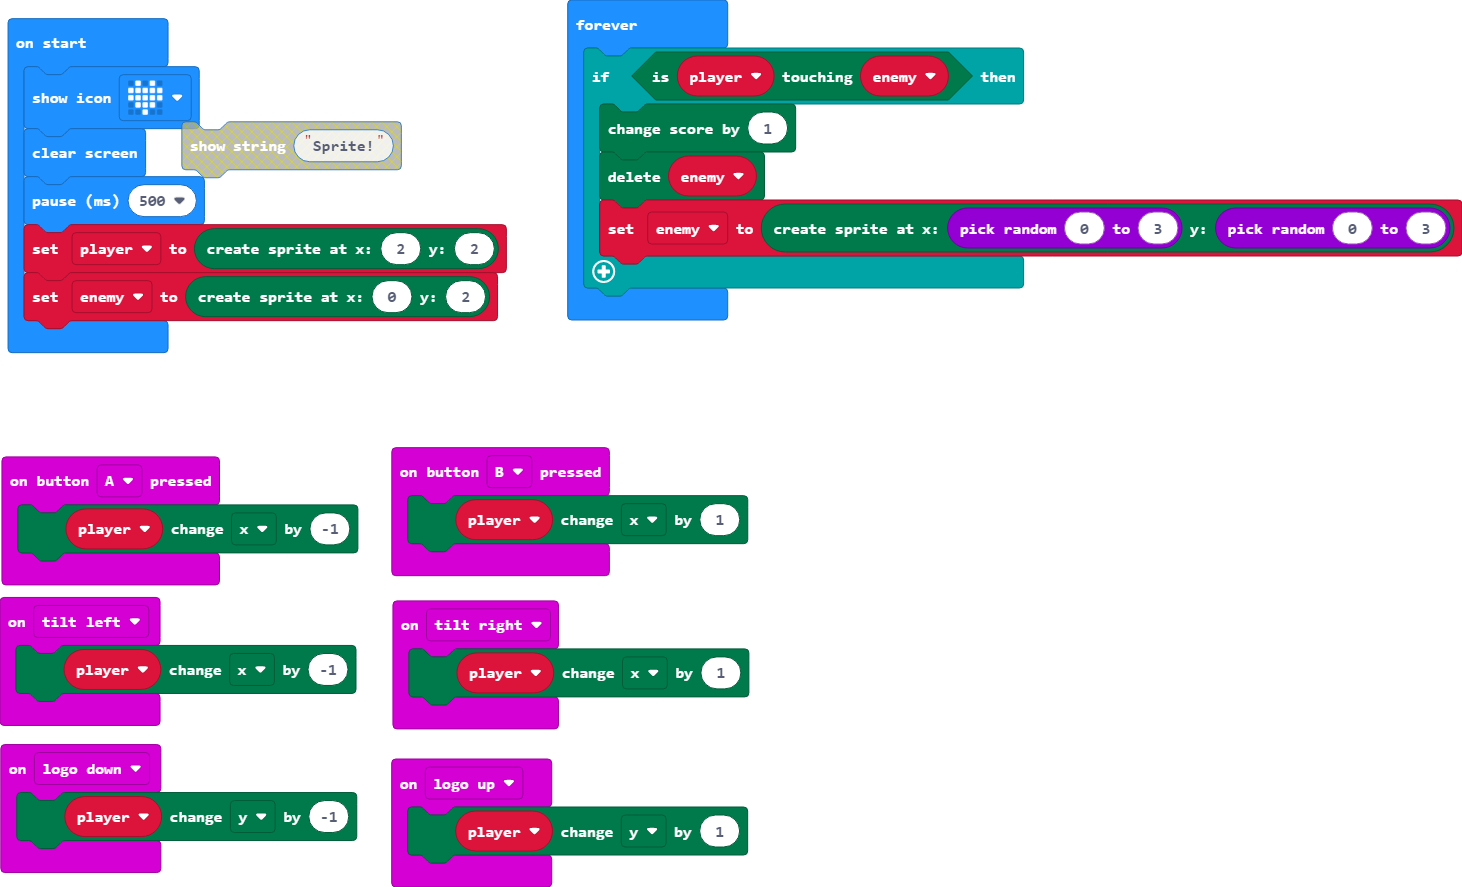 on start
show icon
clear screen
show string "Sprite!"
pause (ms) 500
set player to create sprite at x: 2 y: 2
set enemy to create sprite at x: 0 y: 2
forever
if is player touching enemy then
change score by 1
delete enemy
set enemy to create sprite at x: pick random 0 to 3 y: pick random 0 to 3
on button A pressed
player change x by -1
on button B pressed
player change x by 1
on tilt left
player change x by -1
on tilt right
player change x by 1
on logo down
player change y by -1
on logo up
player change y by 1